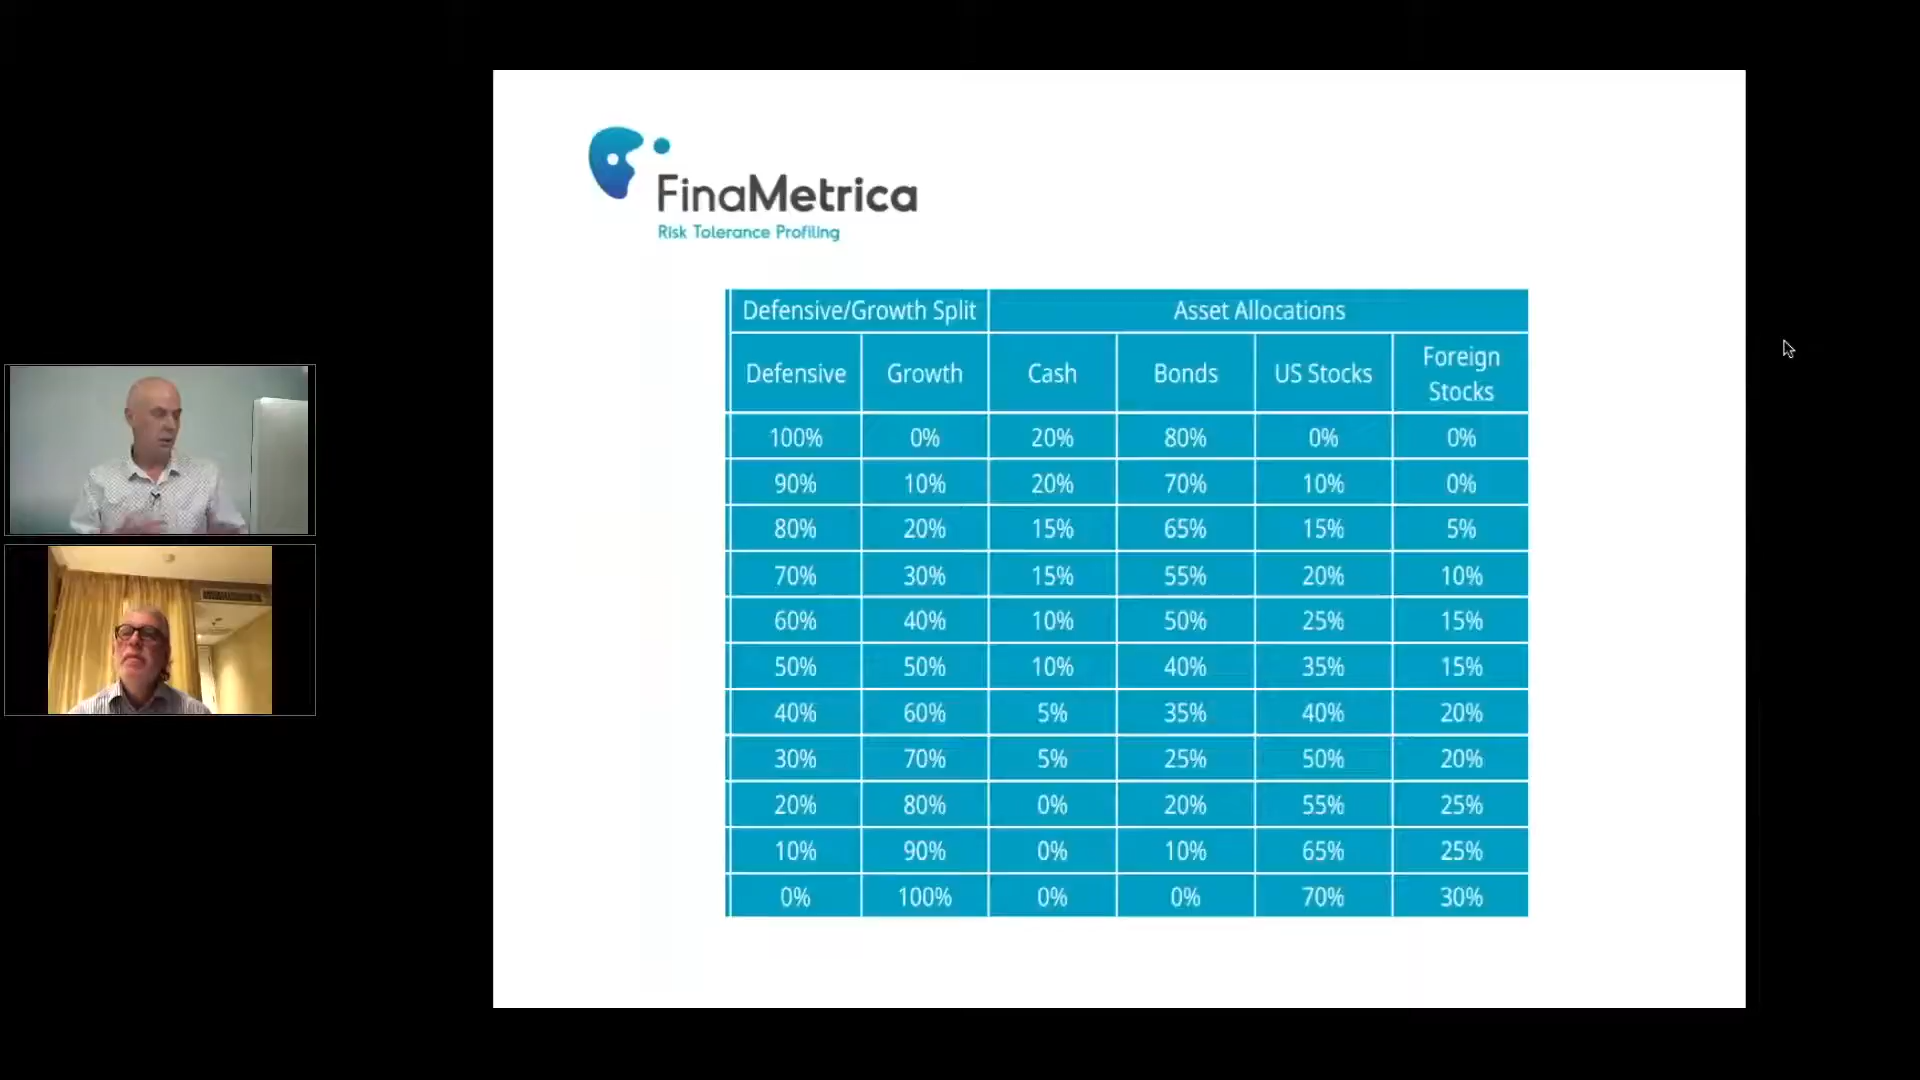 FinaMetrica
Risk Tolerance Profiling
Defensive/Growth Split Asset Allocations
Defensive Growth Cash Bonds US Stocks Foreign Stocks
100% 0% 20% 80% 0% 0%
90% 10% 20% 70% 10% 0%
80% 20% 15% 65% 15% 5%
70% 30% 15% 55% 20% 10%
60% 40% 10% 50% 25% 15%
50% 50% 10% 40% 35% 15%
40% 60% 5% 35% 40% 20%
30% 70% 5% 25% 50% 20%
20% 80% 0% 20% 55% 25%
10% 90% 0% 10% 65% 25%
0% 100% 0% 0% 70% 30%